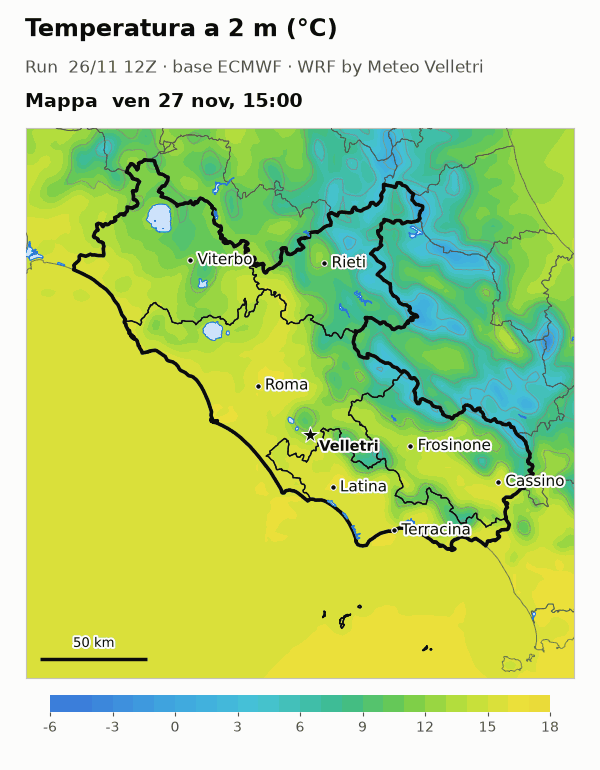 Temperatura a 2 m (°C)
Run  26/11 12Z · base ECMWF · WRF by Meteo Velletri
Mappa  ven 27 nov, 15:00
Viterbo
Rieti
Roma
Velletri
Frosinone
Latina
Cassino
Terracina
50 km
-6 -3 0 3 6 9 12 15 18